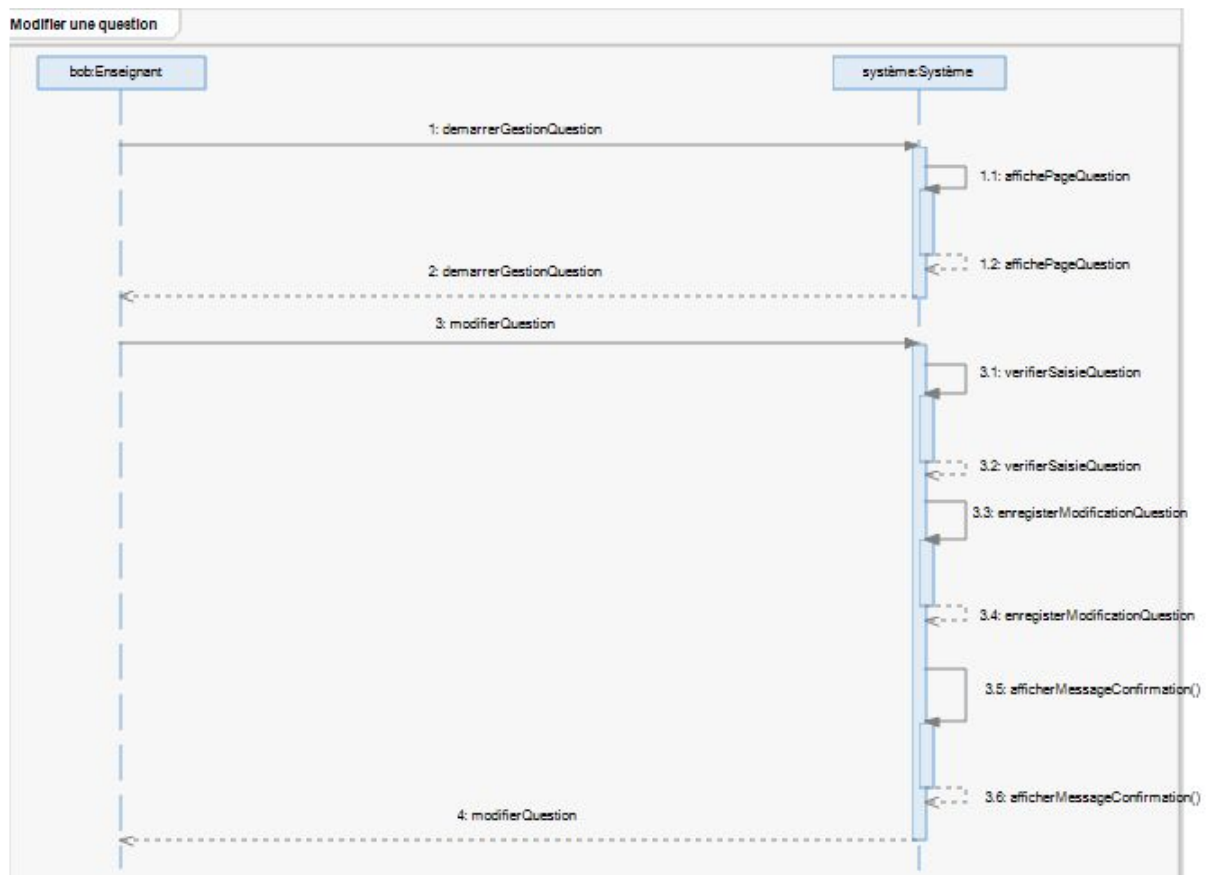 Modifier une question
bob:Enseignant
système:Système
1: demarrerGestionQuestion
1.1: affichePageQuestion
1.2: affichePageQuestion
2: demarrerGestionQuestion
3: modifierQuestion
3.1: verifierSaisieQuestion
3.2: verifierSaisieQuestion
3.3: enregisterModificationQuestion
3.4: enregisterModificationQuestion
3.5: afficherMessageConfirmation()
3.6: afficherMessageConfirmation()
4: modifierQuestion